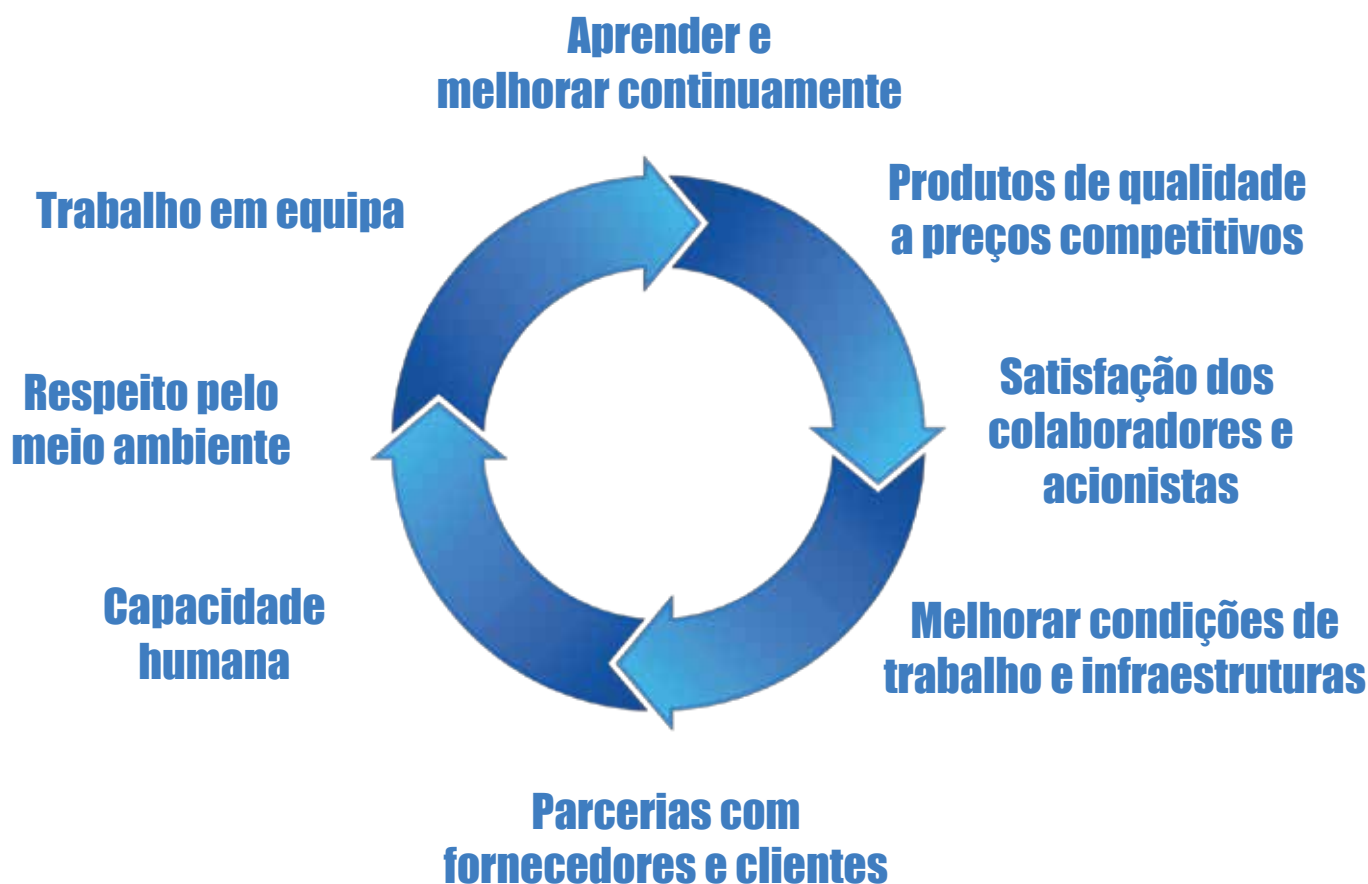 Aprender e
melhorar continuamente
Produtos de qualidade
a preços competitivos
Satisfação dos
colaboradores e
acionistas
Melhorar condições de
trabalho e infraestruturas
Parcerias com
fornecedores e clientes
Capacidade
humana
Respeito pelo
meio ambiente
Trabalho em equipa